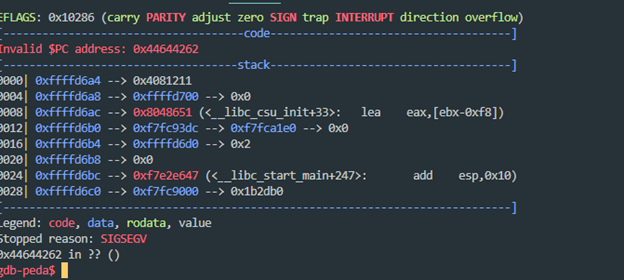 EFLAGS: 0x10286 (carry PARITY adjust zero SIGN trap INTERRUPT direction overflow)
[-------------------------------------code-------------------------------------]
Invalid $PC address: 0x44644262
[------------------------------------stack-------------------------------------]
0000| 0xffffd6a4 --> 0x4081211
0004| 0xffffd6a8 --> 0xffffd700 --> 0x0
0008| 0xffffd6ac --> 0x8048651 (<__libc_csu_init+33>: lea eax,[ebx-0xf8])
0012| 0xffffd6b0 --> 0xf7fc93dc --> 0xf7fca1e0 --> 0x0
0016| 0xffffd6b4 --> 0xffffd6d0 --> 0x2
0020| 0xffffd6b8 --> 0x0
0024| 0xffffd6bc --> 0xf7e2e647 (<__libc_start_main+247>: add esp,0x10)
0028| 0xffffd6c0 --> 0xf7fc9000 --> 0x1b2db0
[------------------------------------------------------------------------------]
Legend: code, data, rodata, value
Stopped reason: SIGSEGV
0x44644262 in ?? ()
gdb-peda$